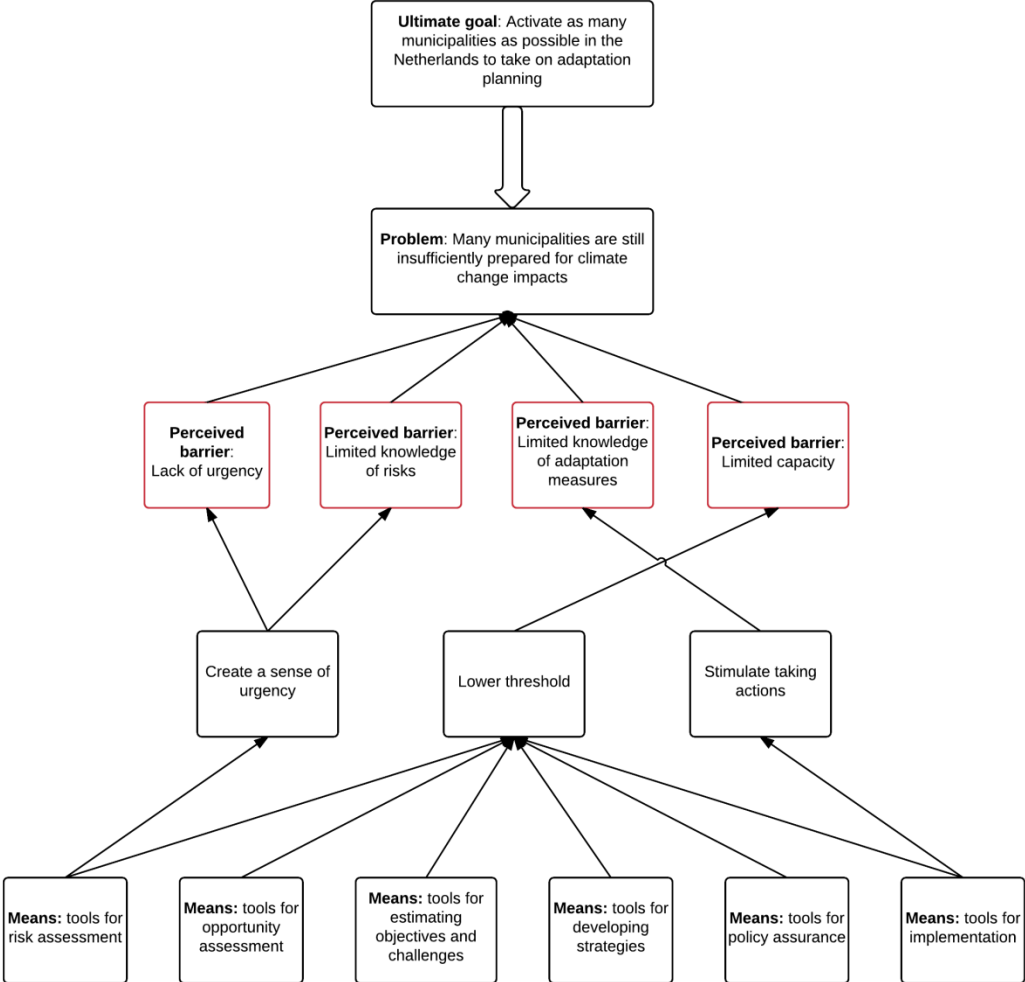 Ultimate goal: Activate as many
municipalities as possible in the
Netherlands to take on adaptation
planning
Problem: Many municipalities are still
insufficiently prepared for climate
change impacts
Perceived
barrier:
Lack of urgency
Perceived barrier:
Limited knowledge
of risks
Perceived barrier:
Limited knowledge
of adaptation
measures
Perceived barrier:
Limited capacity
Create a sense of
urgency
Lower threshold
Stimulate taking
actions
Means: tools for
risk assessment
Means: tools for
opportunity
assessment
Means: tools for
estimating
objectives and
challenges
Means: tools for
developing
strategies
Means: tools for
policy assurance
Means: tools for
implementation